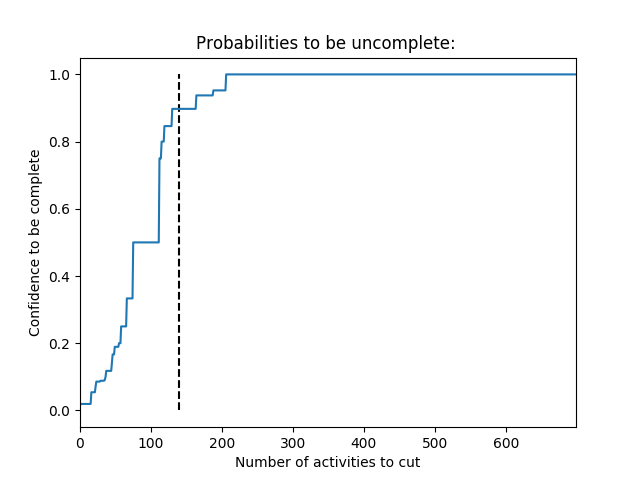 Probabilities to be uncomplete:
1.0
0.8
0.6
0.4
0.2
0.0
Confidence to be complete
0 100 200 300 400 500 600
Number of activities to cut